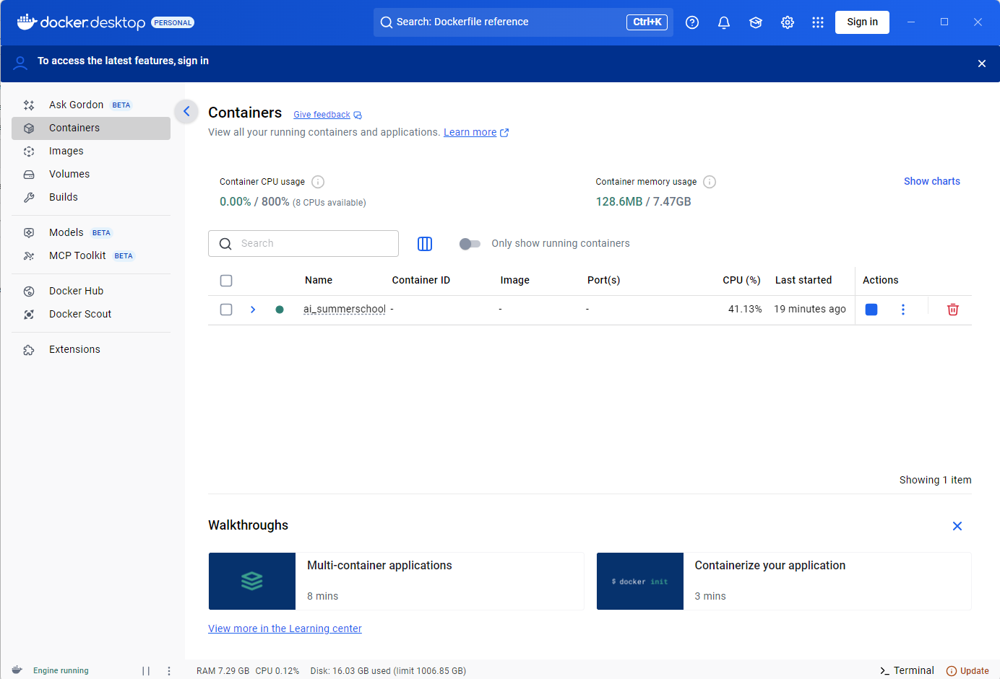 docker.desktop PERSONAL
Search: Dockerfile reference Ctrl+K
Sign in
To access the latest features, sign in
Ask Gordon BETA
Containers
Images
Volumes
Builds
Models BETA
MCP Toolkit BETA
Docker Hub
Docker Scout
Extensions
Containers Give feedback
View all your running containers and applications. Learn more
Container CPU usage
0.00% / 800% (8 CPUs available)
Container memory usage
128.6MB / 7.47GB
Show charts
Search
Only show running containers
Name Container ID Image Port(s) CPU (%) Last started Actions
ai_summerschool - - - 41.13% 19 minutes ago
Showing 1 item
Walkthroughs
Multi-container applications
8 mins
$ docker init
Containerize your application
3 mins
View more in the Learning center
Engine running
RAM 7.29 GB CPU 0.12% Disk: 16.03 GB used (limit 1006.85 GB)
Terminal
Update